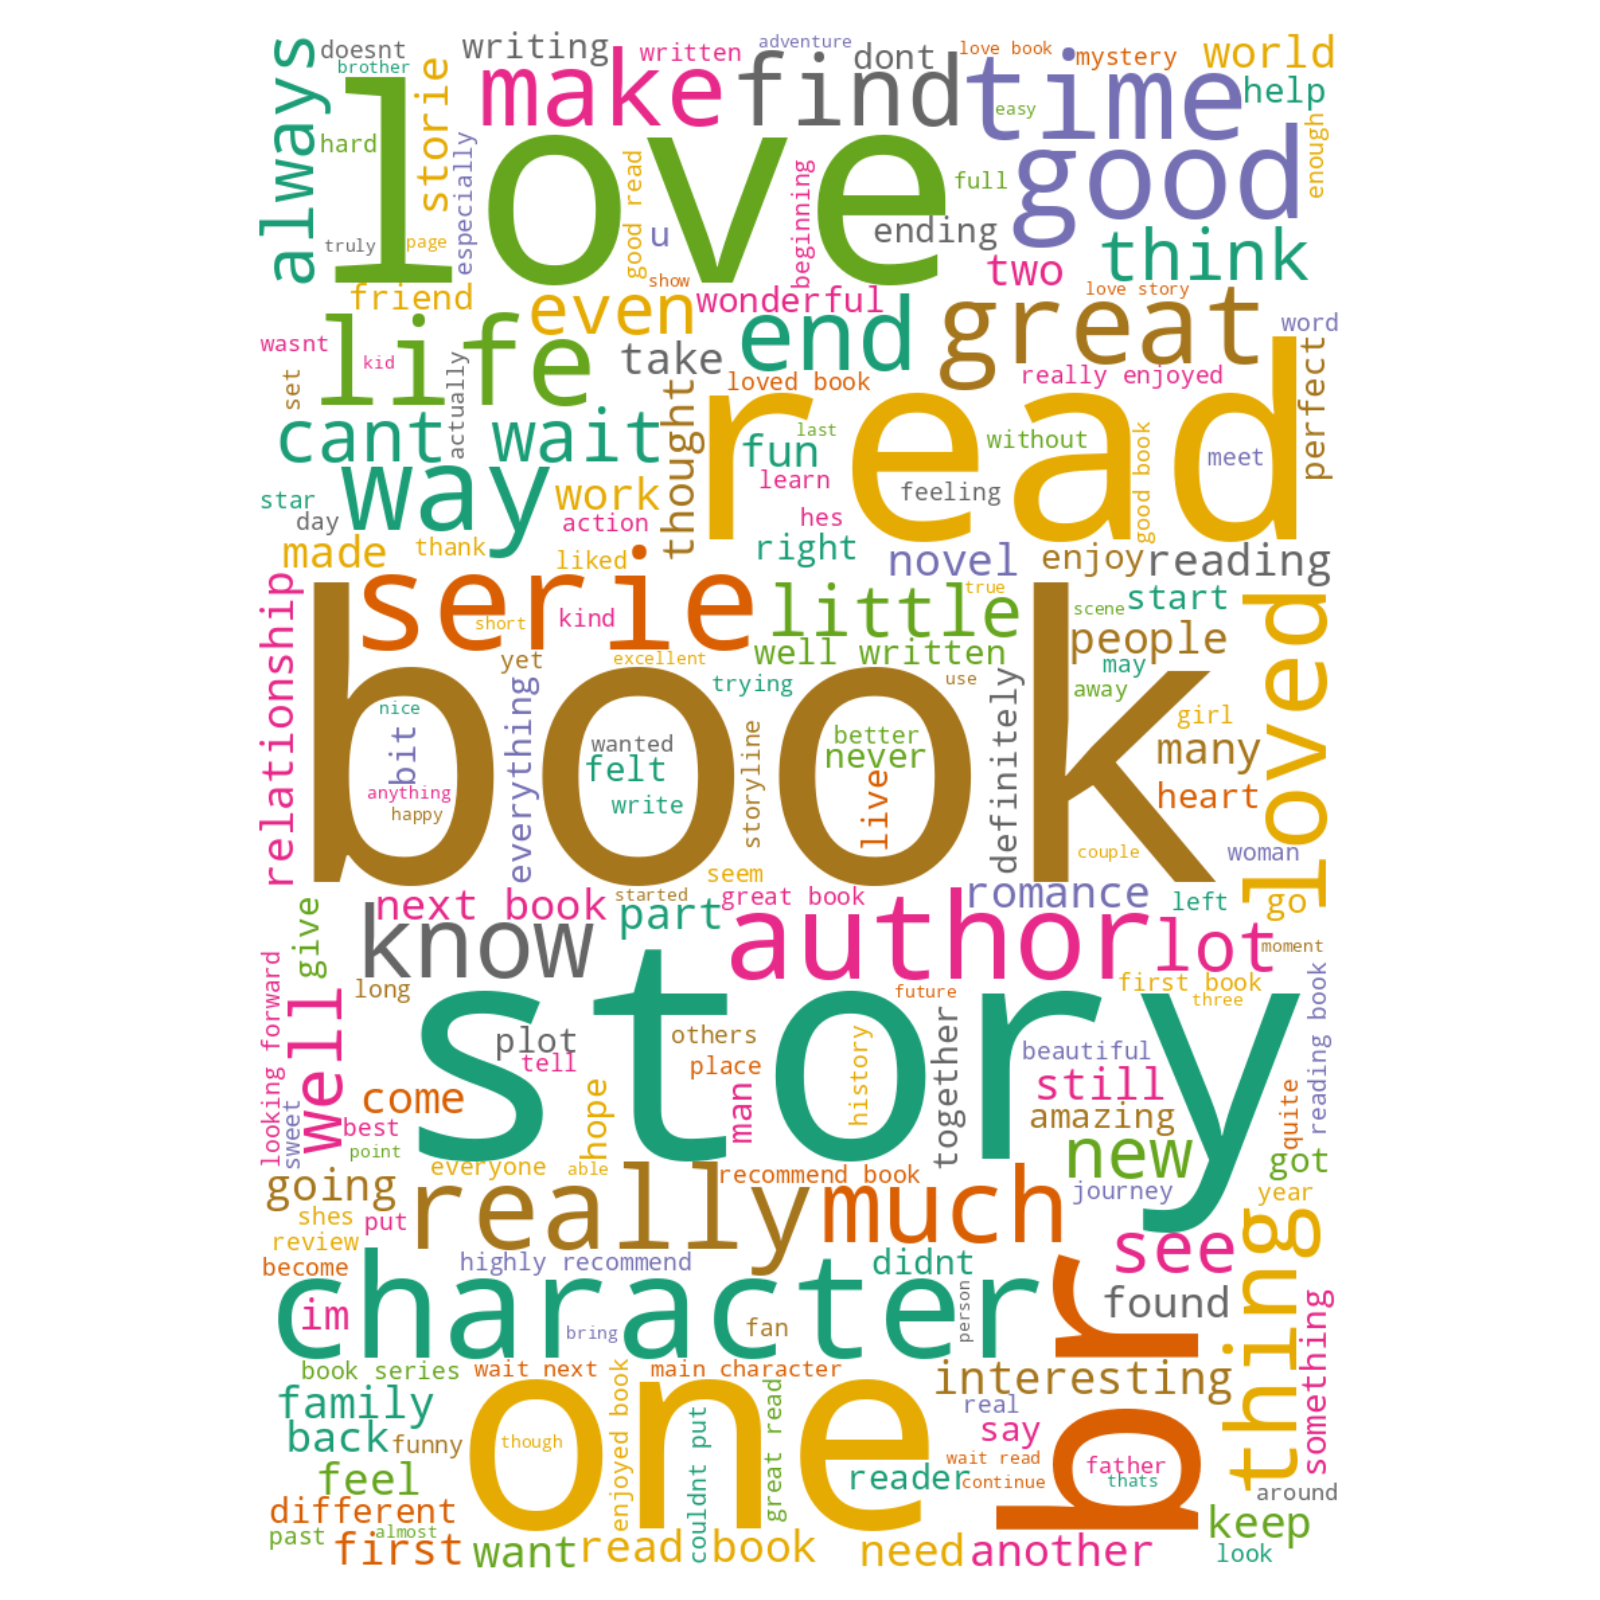 always
doesnt
brother
hard
storie
especially
truly
page
friend
writing
make
written
adventure
find
dont
love book
time
mystery
world
help
easy
enough
love
good read
beginning
full
good
u
ending
think
two
show
wonderful
love story
even
word
life
end
great
wasnt
kid
set
actually
take
loved book
really enjoyed
perfect
cant wait
thought
read
fun
last
without
good book
meet
learn
feeling
star
way
work
day
action
hes
made
thank
liked
right
novel
enjoy
reading
relationship
serie
short
kind
little
true
scene
start
loved
people
well written
yet
excellent
may
trying
use
away
book
nice
bit
anything
happy
everything
wanted
felt
write
storyline
better
never
live
definitely
girl
many
heart
couple
woman
seem
next book
started
great book
romance
left
go
give
know
part
author
lot
moment
looking forward
long
future
first book
three
reading book
well
story
plot
tell
others
place
history
together
beautiful
still
come
hope
man
amazing
quite
sweet
best
point
new
got
everyone
able
recommend book
going
really
much
journey
year
shes
put
see
thing
review
highly recommend
didnt
become
character
br
found
im
bring
fan
person
something
book series
wait next
main character
interesting
family
one
enjoyed book
great read
real
back
funny
though
couldnt put
say
feel
reader
wait read
continue
father
thats
around
different
past
almost
first
want
read book
need
another
keep
look